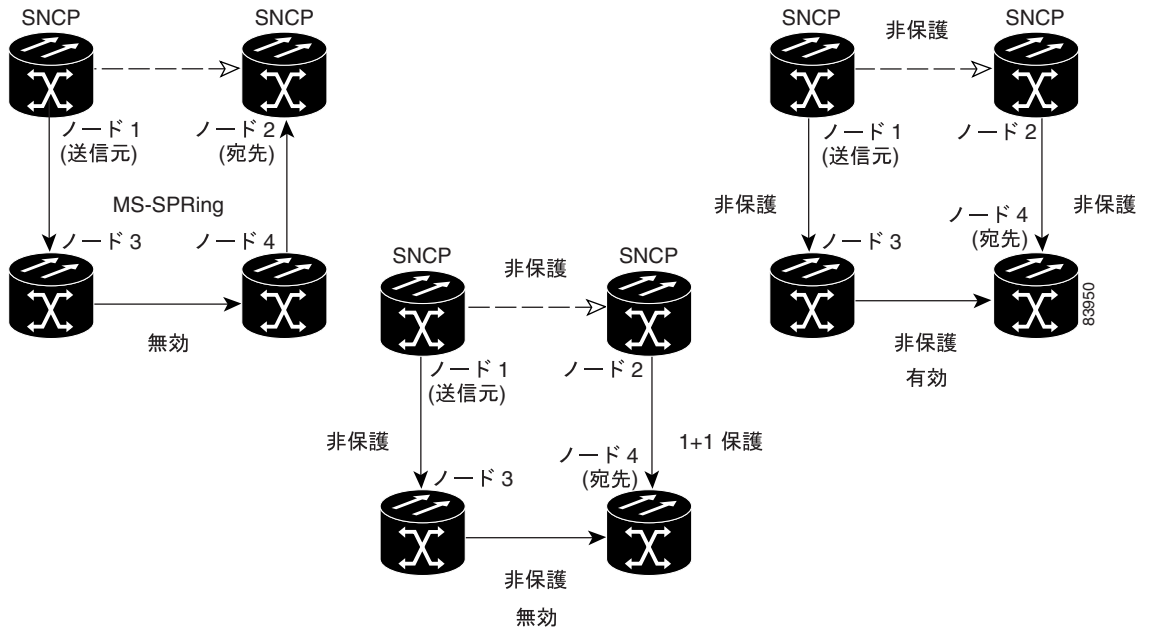 SNCP
SNCP
ノード 1
(送信元)
ノード 2
(宛先)
MS-SPRing
ノード 3
ノード 4
無効
SNCP
非保護
SNCP
ノード 1
(送信元)
ノード 2
非保護
1+1 保護
ノード 3
ノード 4
(宛先)
非保護
無効
SNCP
非保護
SNCP
ノード 1
(送信元)
ノード 2
非保護
非保護
ノード 3
ノード 4
(宛先)
非保護
有効
83950